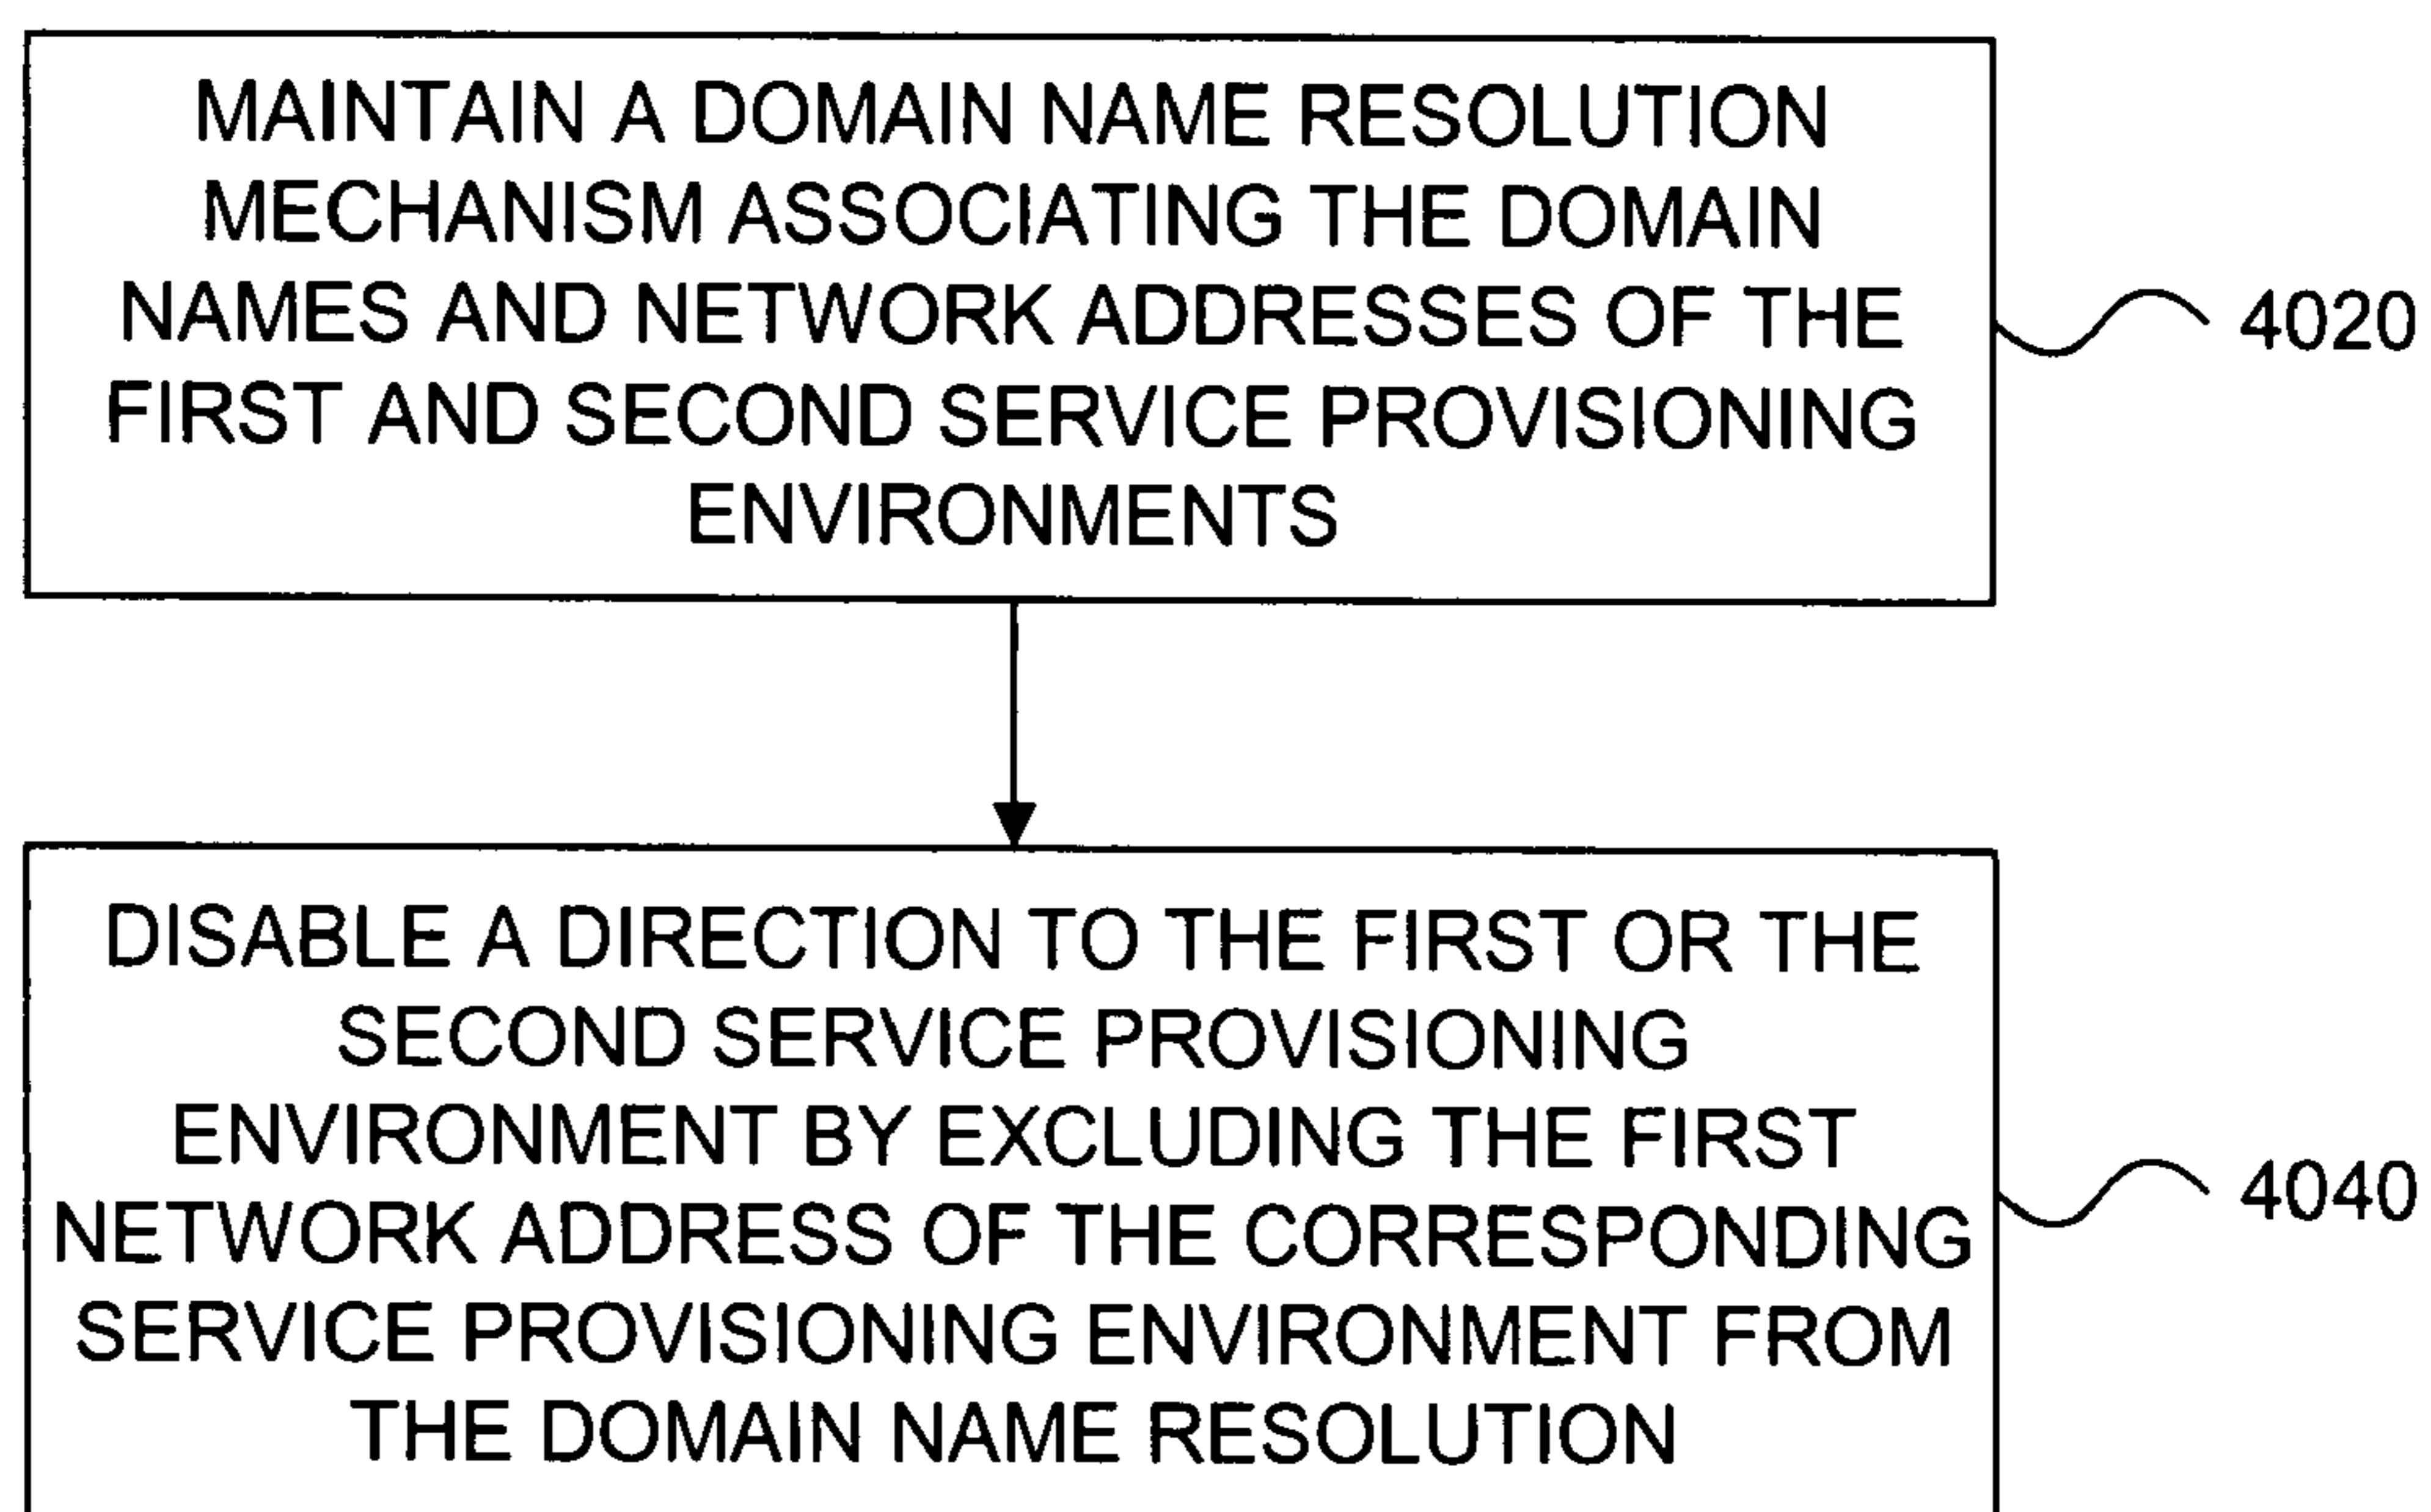 MAINTAIN A DOMAIN NAME RESOLUTION
MECHANISM ASSOCIATING THE DOMAIN
NAMES AND NETWORK ADDRESSES OF THE
FIRST AND SECOND SERVICE PROVISIONING
ENVIRONMENTS
4020
DISABLE A DIRECTION TO THE FIRST OR THE
SECOND SERVICE PROVISIONING
ENVIRONMENT BY EXCLUDING THE FIRST
NETWORK ADDRESS OF THE CORRESPONDING
SERVICE PROVISIONING ENVIRONMENT FROM
THE DOMAIN NAME RESOLUTION
4040